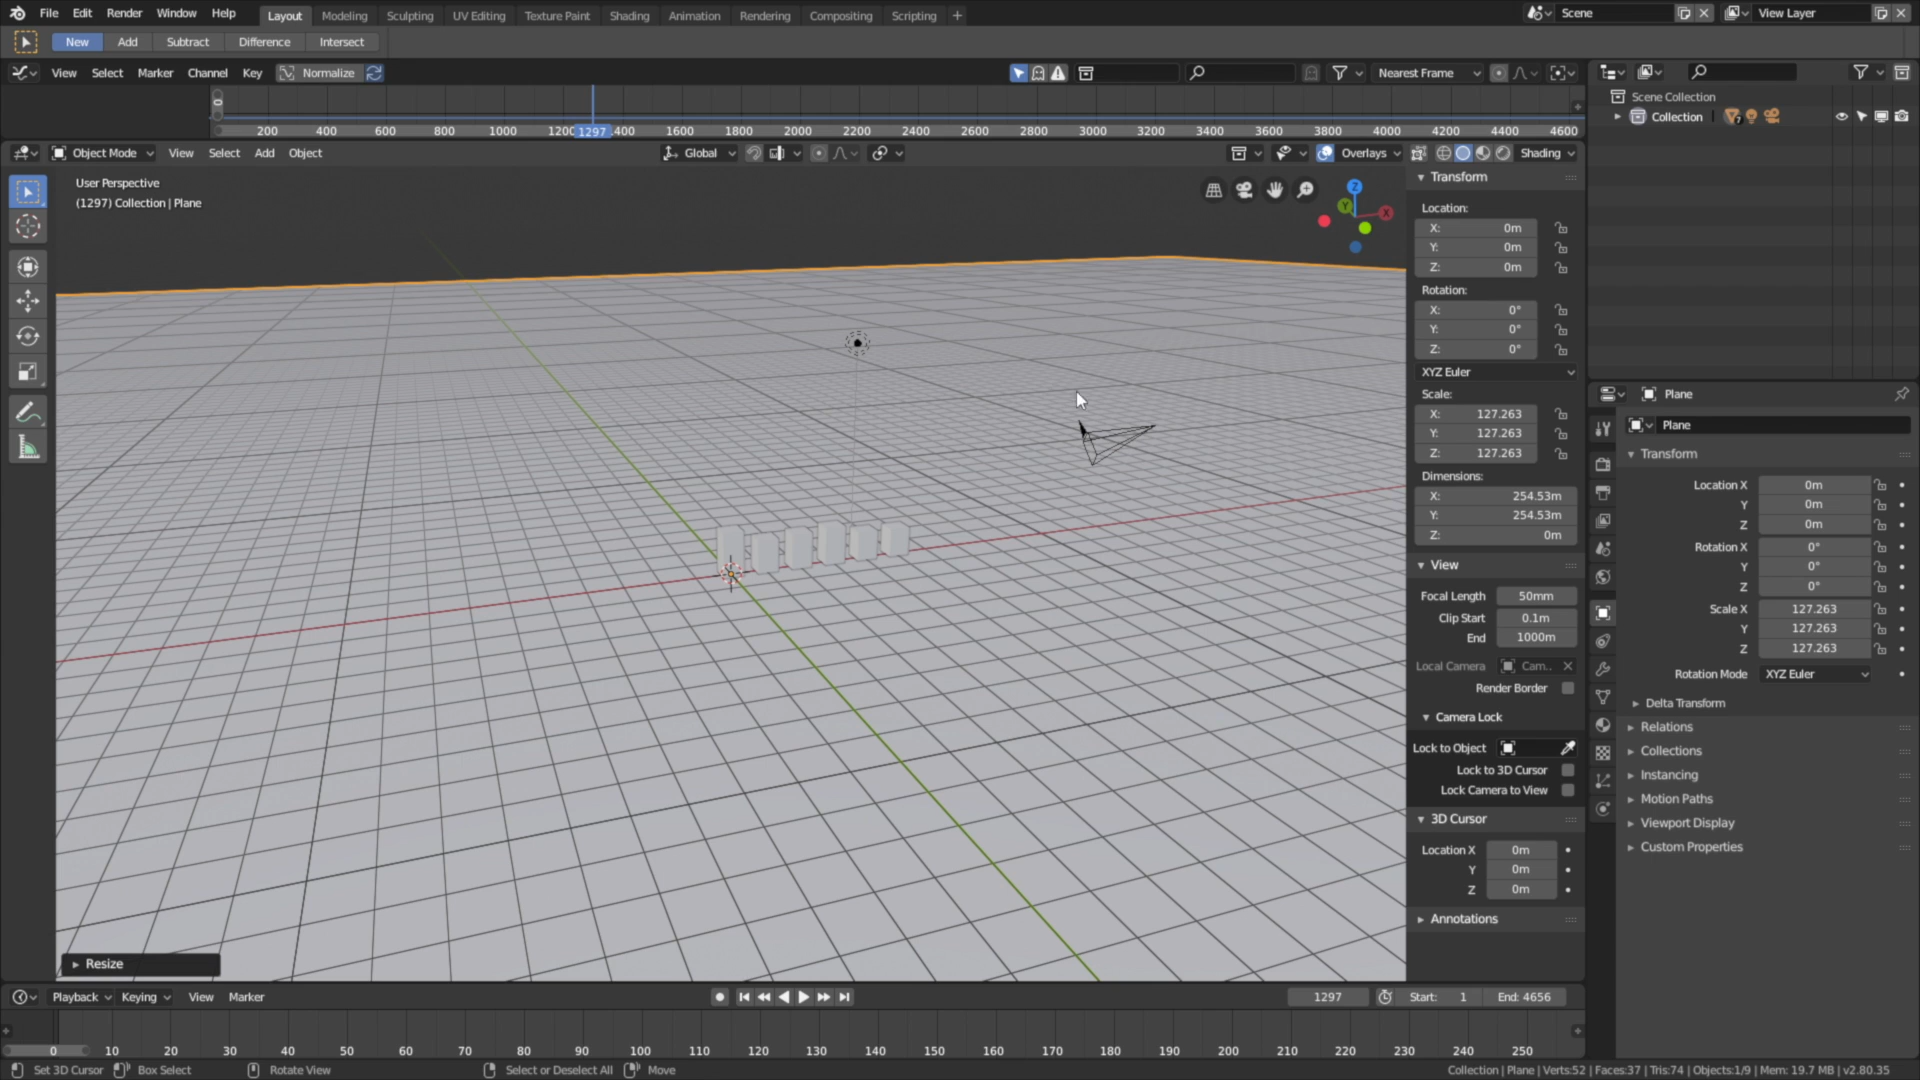 File Edit Render Window Help Layout Modeling Sculpting UV Editing Texture Paint Shading Animation Rendering Compositing Scripting + Scene View Layer
New Add Subtract Difference Intersect
View Select Marker Channel Key Normalize Nearest Frame
Scene Collection
Collection
200 400 600 800 1000 1200 1297 400 1600 1800 2000 2200 2400 2600 2800 3000 3200 3400 3600 3800 4000 4200 4400 4600
Object Mode View Select Add Object Global Overlays Shading
User Perspective
(1297) Collection | Plane
Z
Y
X
Transform
Location:
X: 0m
Y: 0m
Z: 0m
Rotation:
X: 0°
Y: 0°
Z: 0°
XYZ Euler
Scale:
X: 127.263
Y: 127.263
Z: 127.263
Dimensions:
X: 254.53m
Y: 254.53m
Z: 0m
View
Focal Length 50mm
Clip Start 0.1m
End 1000m
Local Camera Cam..
Render Border
Camera Lock
Lock to Object
Lock to 3D Cursor
Lock Camera to View
3D Cursor
Location X 0m
Y 0m
Z 0m
Annotations
Plane
Plane
Transform
Location X 0m
Y 0m
Z 0m
Rotation X 0°
Y 0°
Z 0°
Scale X 127.263
Y 127.263
Z 127.263
Rotation Mode XYZ Euler
Delta Transform
Relations
Collections
Instancing
Motion Paths
Viewport Display
Custom Properties
Resize
Playback Keying View Marker 1297 Start: 1 End: 4656
0 10 20 30 40 50 60 70 80 90 100 110 120 130 140 150 160 170 180 190 200 210 220 230 240 250
Set 3D Cursor Box Select Rotate View Select or Deselect All Move Collection | Plane | Verts:52 | Faces:37 | Tris:74 | Objects:1/9 | Mem: 19.7 MB | v2.80.35